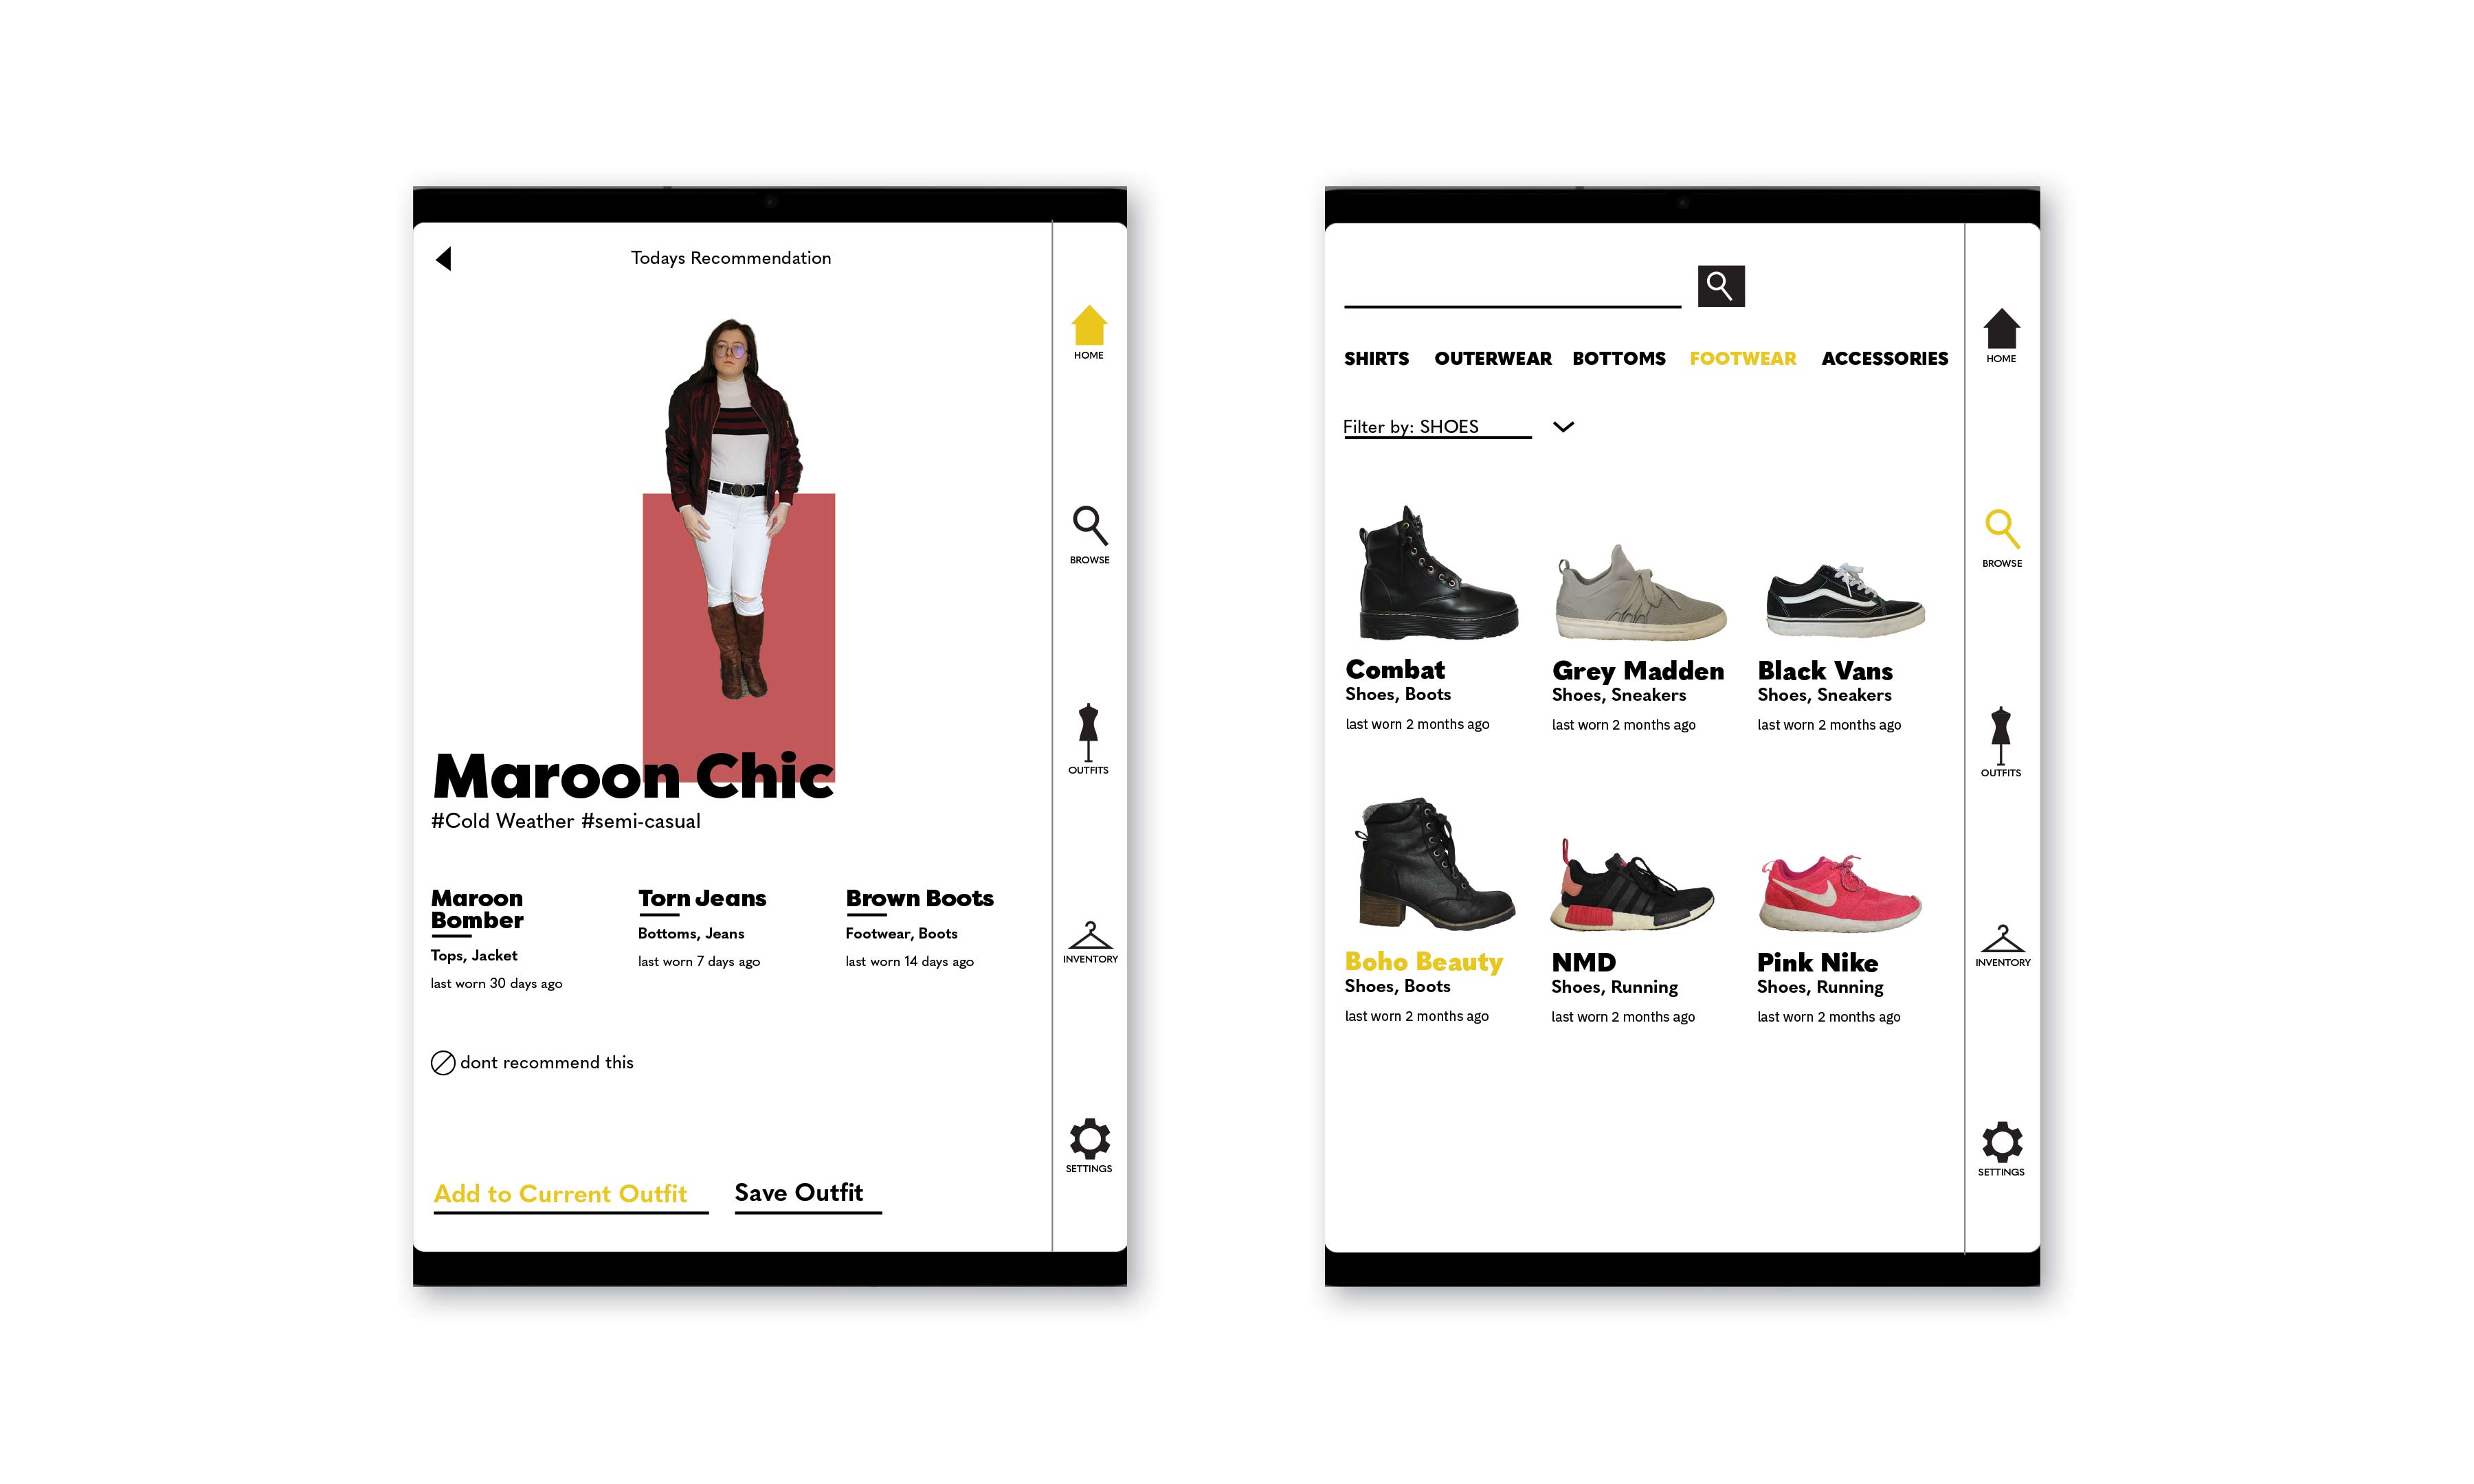 Todays Recommendation
HOME
BROWSE
OUTFITS
Maroon Chic
#Cold Weather #semi-casual
Maroon
Bomber
Tops, Jacket
last worn 30 days ago
Torn Jeans
Bottoms, Jeans
last worn 7 days ago
Brown Boots
Footwear, Boots
last worn 14 days ago
INVENTORY
dont recommend this
SETTINGS
Add to Current Outfit
Save Outfit
HOME
SHIRTS OUTERWEAR BOTTOMS FOOTWEAR ACCESSORIES
Filter by: SHOES
BROWSE
Combat
Shoes, Boots
last worn 2 months ago
Grey Madden
Shoes, Sneakers
last worn 2 months ago
Black Vans
Shoes, Sneakers
last worn 2 months ago
OUTFITS
Boho Beauty
Shoes, Boots
last worn 2 months ago
NMD
Shoes, Running
last worn 2 months ago
Pink Nike
Shoes, Running
last worn 2 months ago
INVENTORY
SETTINGS